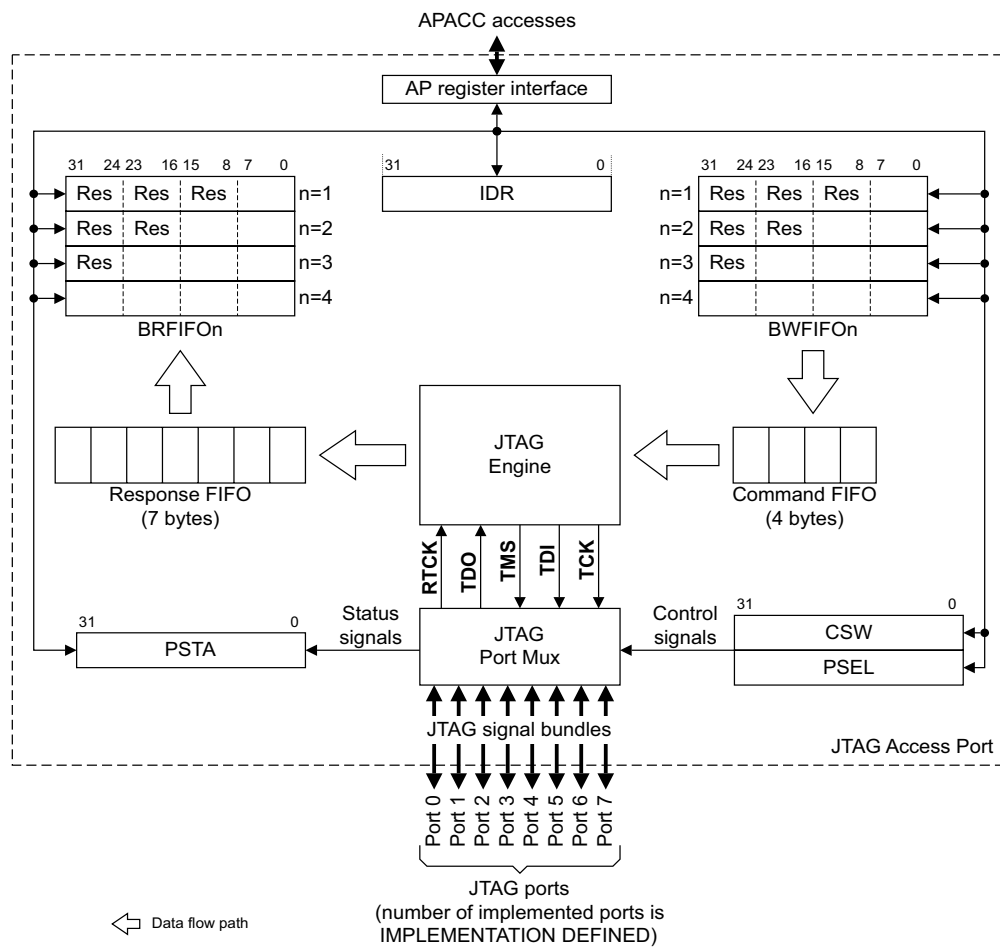 APACC accesses
AP register interface
31 24 23 16 15 8 7 0
31 0
31 24 23 16 15 8 7 0
Res Res Res n=1
IDR
n=1 Res Res Res
Res Res n=2
n=2 Res Res
Res n=3
n=3 Res
n=4
n=4
BRFIFOn
BWFIFOn
JTAG
Engine
Response FIFO
(7 bytes)
Command FIFO
(4 bytes)
RTCK
TDO
TMS
TDI
TCK
31 0
PSTA
Status
signals
JTAG
Port Mux
Control
signals
31 0
CSW
PSEL
JTAG signal bundles
JTAG Access Port
Port 0
Port 1
Port 2
Port 3
Port 4
Port 5
Port 6
Port 7
JTAG ports
(number of implemented ports is
IMPLEMENTATION DEFINED)
Data flow path